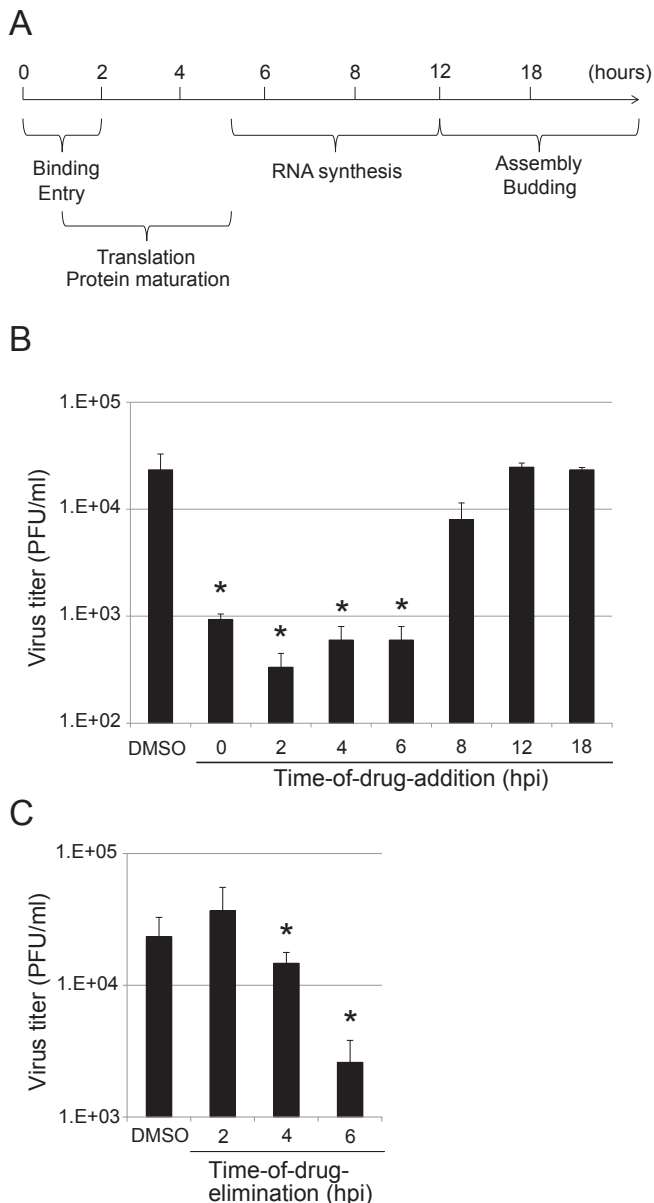 A
0 2 4 6 8 12 18 (hours)
Binding
Entry
RNA synthesis
Assembly
Budding
Translation
Protein maturation
B
Virus titer (PFU/ml)
1.E+05
1.E+04
1.E+03
1.E+02
* * * *
DMSO 0 2 4 6 8 12 18
Time-of-drug-addition (hpi)
C
Virus titer (PFU/ml)
1.E+05
1.E+04
1.E+03
* *
DMSO 2 4 6
Time-of-drug-
elimination (hpi)